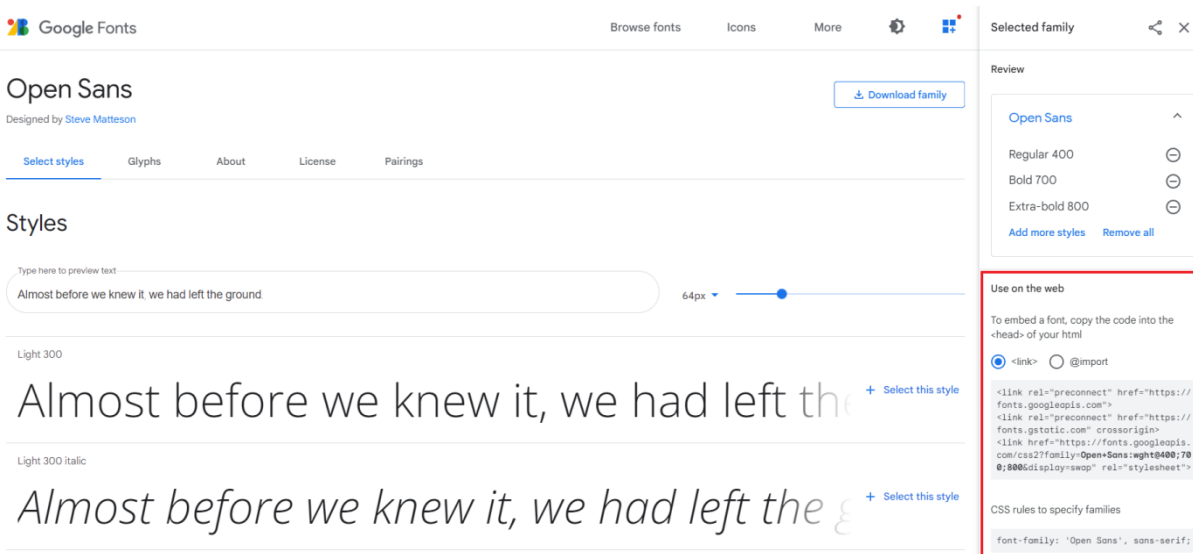 Google Fonts
Browse fonts
Icons
More
Open Sans
Designed by Steve Matteson
Download family
Select styles
Glyphs
About
License
Pairings
Styles
Type here to preview text
Almost before we knew it, we had left the ground.
64px
Light 300
Almost before we knew it, we had left the
+ Select this style
Light 300 italic
Almost before we knew it, we had left the g
+ Select this style
Selected family
Review
Open Sans
Regular 400
Bold 700
Extra-bold 800
Add more styles
Remove all
Use on the web
To embed a font, copy the code into the
<head> of your html
<link>
@import
<link rel="preconnect" href="https://
fonts.googleapis.com">
<link rel="preconnect" href="https://
fonts.gstatic.com" crossorigin>
<link href="https://fonts.googleapis.
com/css2?family=Open+Sans:wght@400;70
0;800&display=swap" rel="stylesheet">
CSS rules to specify families
font-family: 'Open Sans', sans-serif;